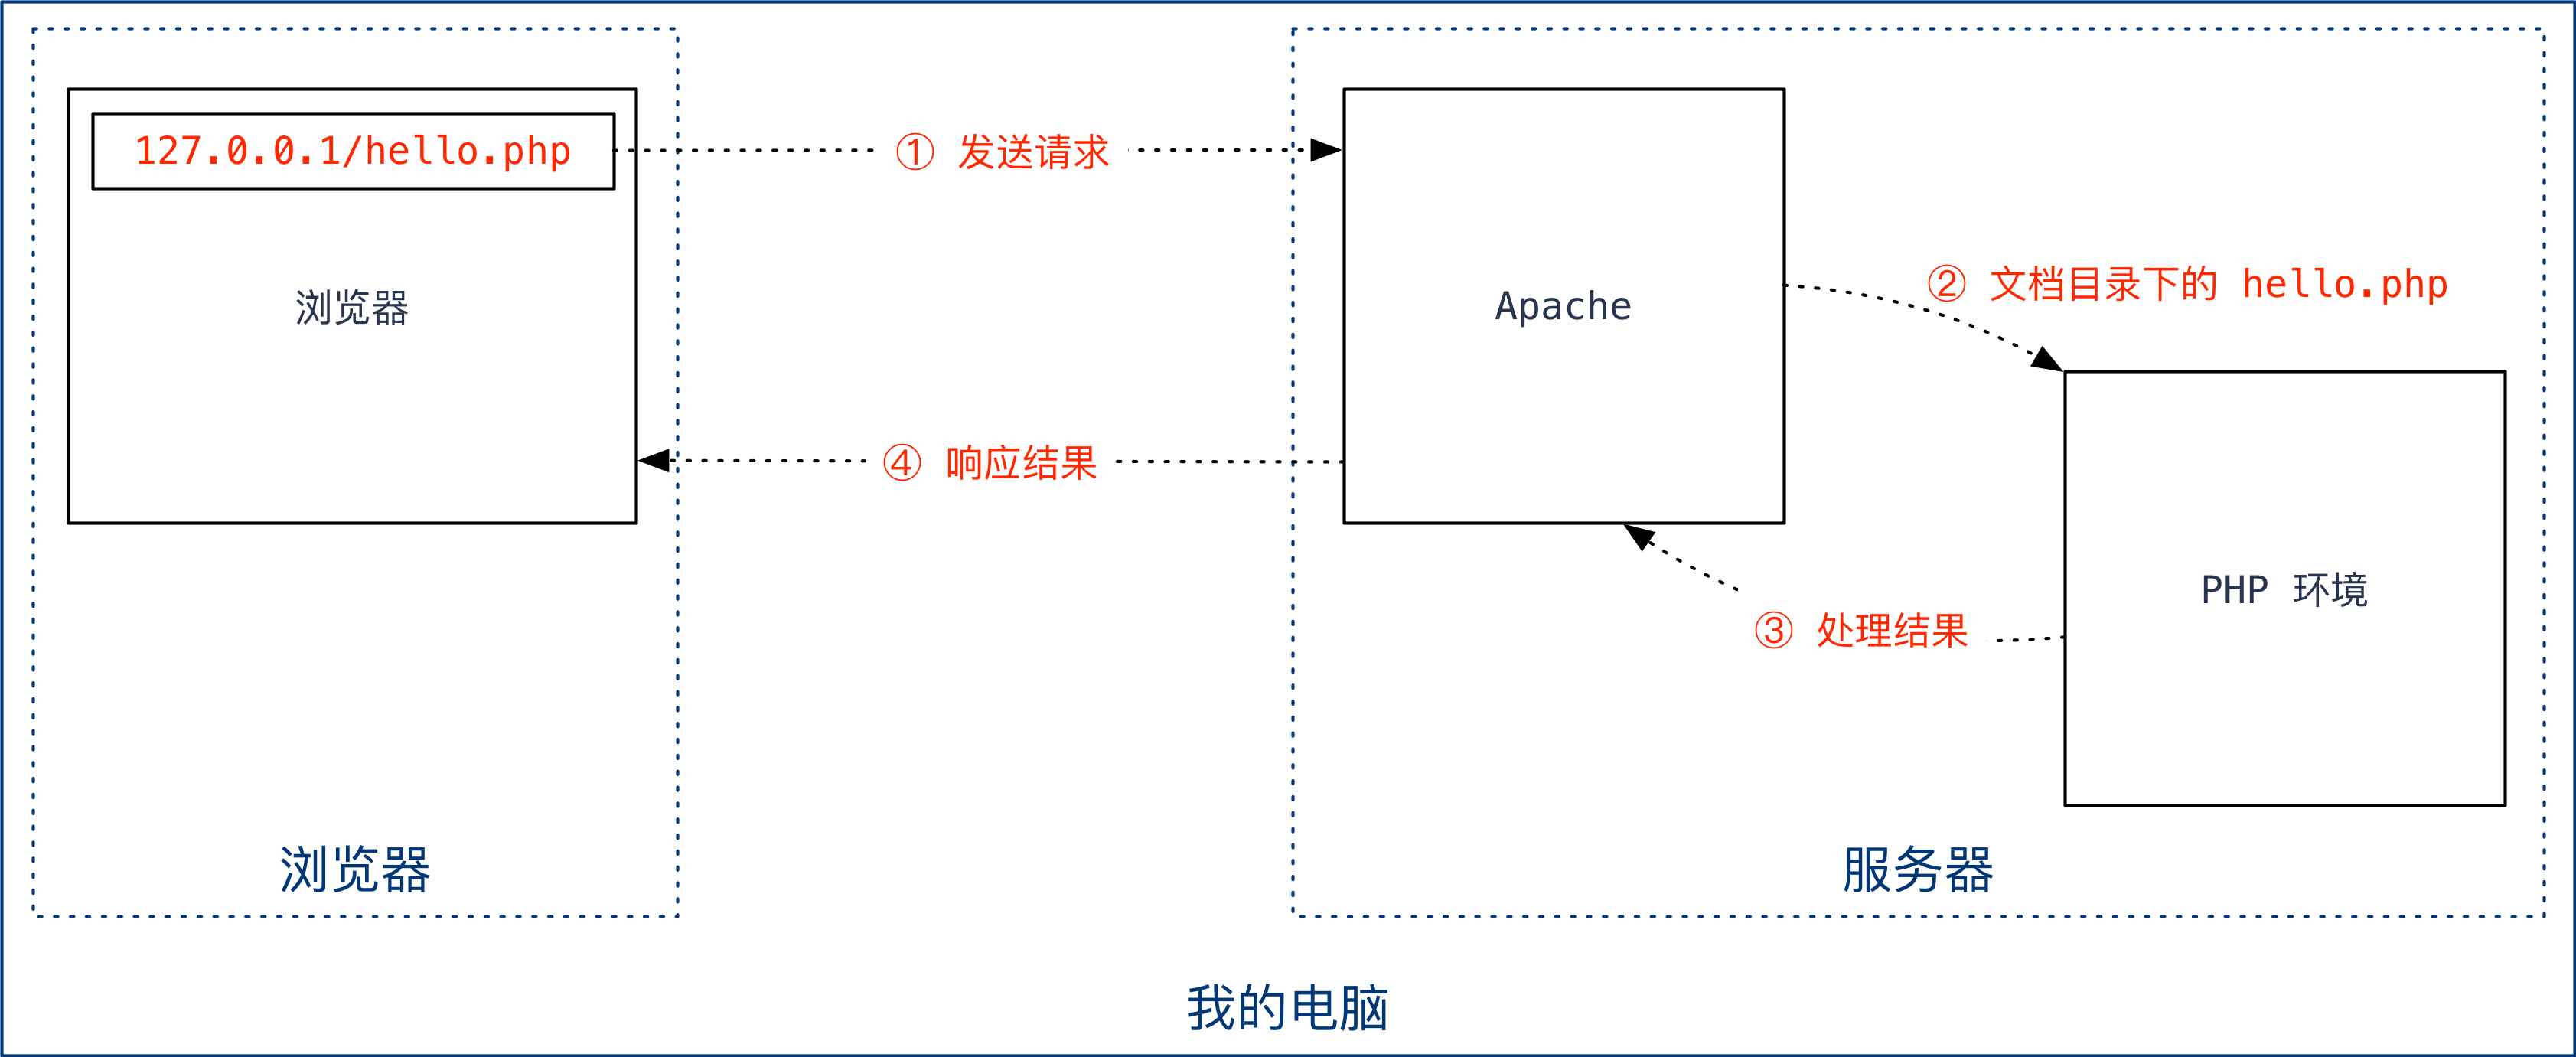 127.0.0.1/hello.php
① 发送请求
② 文档目录下的 hello.php
浏览器
Apache
④ 响应结果
PHP 环境
③ 处理结果
浏览器
服务器
我的电脑